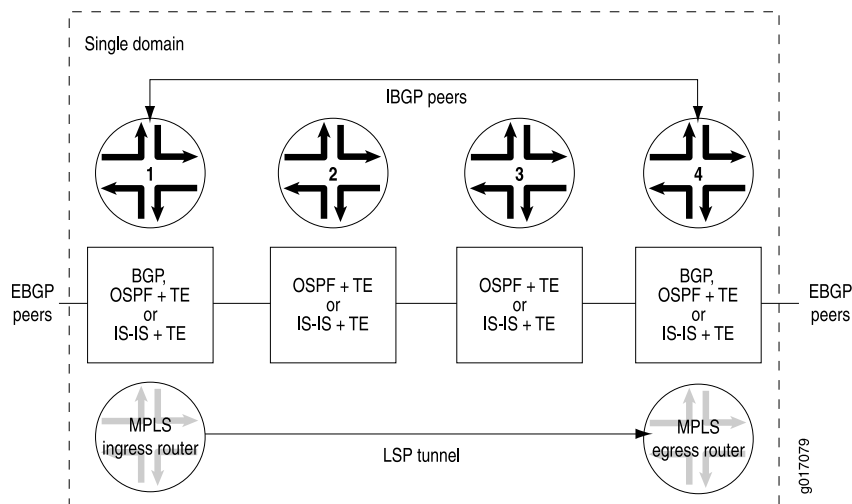 Single domain
IBGP peers
1
2
3
4
EBGP
peers
BGP,
OSPF + TE
or
IS-IS + TE
OSPF + TE
or
IS-IS + TE
OSPF + TE
or
IS-IS + TE
BGP,
OSPF + TE
or
IS-IS + TE
EBGP
peers
MPLS
ingress router
LSP tunnel
MPLS
egress router
g017079